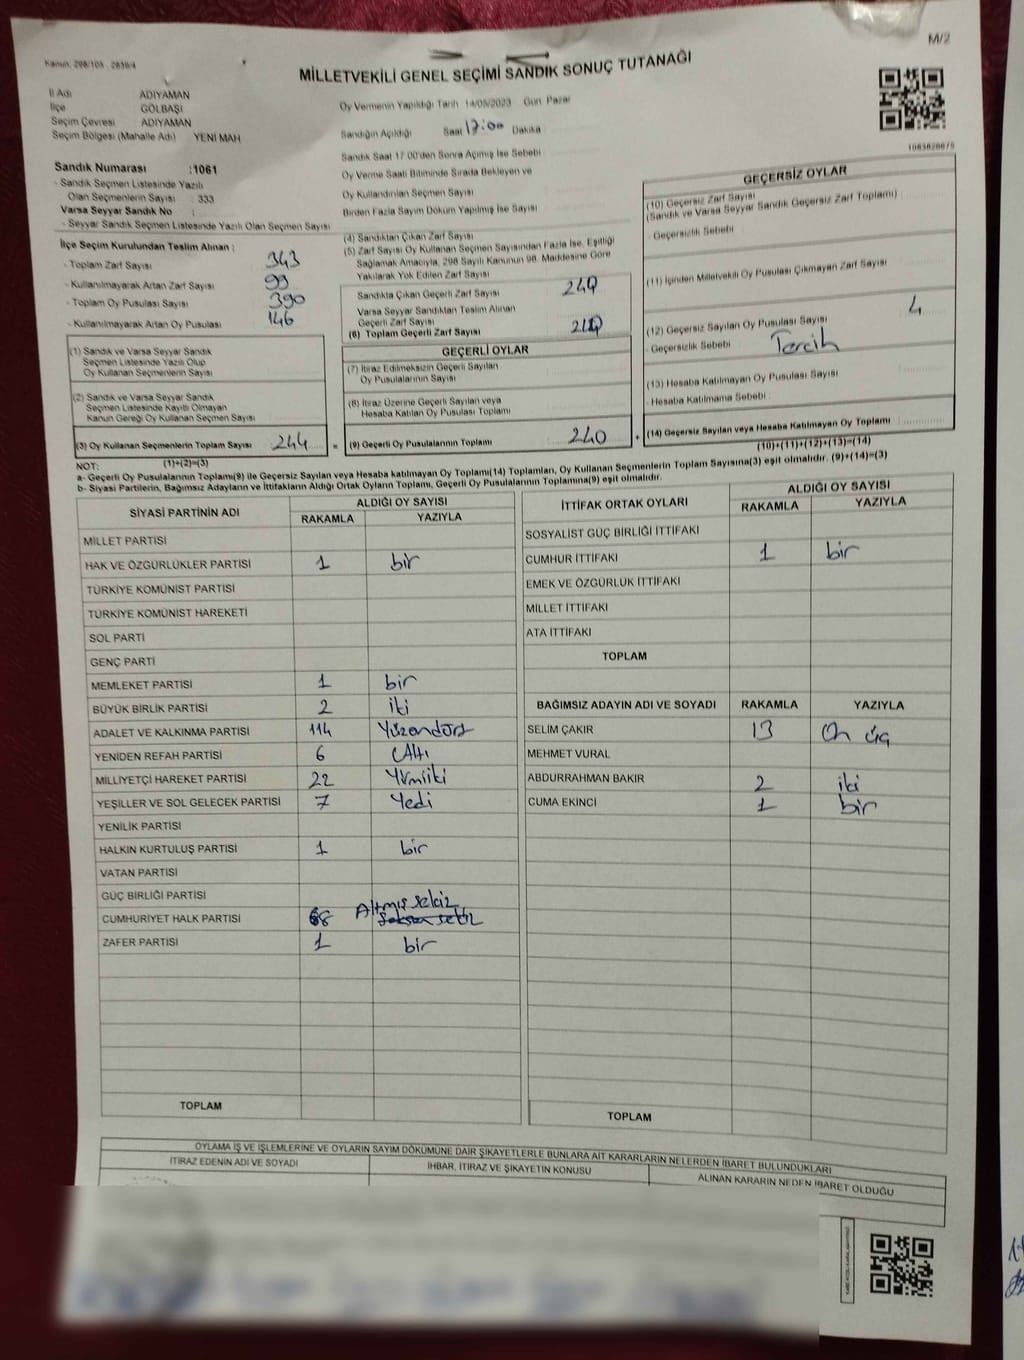 M/2
Kanun: 298/105 , 2839/4
MİLLETVEKİLİ GENEL SEÇİMİ SANDIK SONUÇ TUTANAĞI
İl Adı ADIYAMAN
İlçe GÖLBAŞI
Seçim Çevresi ADIYAMAN
Seçim Bölgesi (Mahalle Adı) YENİ MAH
Oy Vermenin Yapıldığı Tarih 14/05/2023 Gün Pazar
Sandığın Açıldığı Saat 17:00 Dakika
Sandık Saat 17.00'den Sonra Açılmış İse Sebebi
Oy Verme Saati Bitiminde Sırada Bekleyen ve
Oy Kullandırılan Seçmen Sayısı
Birden Fazla Sayım Döküm Yapılmış İse Sayısı
Sandık Numarası :1061
- Sandık Seçmen Listesinde Yazılı
Olan Seçmenlerin Sayısı : 333
Varsa Seyyar Sandık No :
- Seyyar Sandık Seçmen Listesinde Yazılı Olan Seçmen Sayısı
İlçe Seçim Kurulundan Teslim Alınan ;
- Toplam Zarf Sayısı 343
- Kullanılmayarak Artan Zarf Sayısı 99
- Toplam Oy Pusulası Sayısı 390
- Kullanılmayarak Artan Oy Pusulası 146
(4) Sandıktan Çıkan Zarf Sayısı
(5) Zarf Sayısı Oy Kullanan Seçmen Sayısından Fazla İse, Eşitliği
Sağlamak Amacıyla, 298 Sayılı Kanunun 98. Maddesine Göre
Yakılarak Yok Edilen Zarf Sayısı
Sandıkta Çıkan Geçerli Zarf Sayısı
Varsa Seyyar Sandıktan Teslim Alınan
Geçerli Zarf Sayısı
(6) Toplam Geçerli Zarf Sayısı
GEÇERSİZ OYLAR
(10) Geçersiz Zarf Sayısı
(Sandık ve Varsa Seyyar Sandık Geçersiz Zarf Toplamı)
- Geçersizlik Sebebi
(11) İçinden Milletvekili Oy Pusulası Çıkmayan Zarf Sayısı
(12) Geçersiz Sayılan Oy Pusulası Sayısı 4
- Geçersizlik Sebebi Tercih
(13) Hesaba Katılmayan Oy Pusulası Sayısı
- Hesaba Katılmama Sebebi :
(14) Geçersiz Sayılan veya Hesaba Katılmayan Oy Toplamı
(10)+(11)+(12)+(13)=(14)
(1) Sandık ve Varsa Seyyar Sandık
Seçmen Listesinde Yazılı Olup
Oy Kullanan Seçmenlerin Sayısı
(2) Sandık ve Varsa Seyyar Sandık
Seçmen Listesinde Kayıtlı Olmayan
Kanun Gereği Oy Kullanan Seçmen Sayısı
(3) Oy Kullanan Seçmenlerin Toplam Sayısı 244 =
(1)+(2)=(3)
GEÇERLİ OYLAR
(7) İtiraz Edilmeksizin Geçerli Sayılan
Oy Pusulalarının Sayısı
(8) İtiraz Üzerine Geçerli Sayılan veya
Hesaba Katılan Oy Pusulası Toplamı
(9) Geçerli Oy Pusulalarının Toplamı 240 +
NOT:
a- Geçerli Oy Pusulalarının Toplamı(9) ile Geçersiz Sayılan veya Hesaba katılmayan Oy Toplamı(14) Toplamları, Oy Kullanan Seçmenlerin Toplam Sayısına(3) eşit olmalıdır. (9)+(14)=(3)
b- Siyasi Partilerin, Bağımsız Adayların ve İttifakların Aldığı Ortak Oyların Toplamı, Geçerli Oy Pusulalarının Toplamına(9) eşit olmalıdır.
SİYASİ PARTİNİN ADI ALDIĞI OY SAYISI
RAKAMLA YAZIYLA
MİLLET PARTİSİ
HAK VE ÖZGÜRLÜKLER PARTİSİ 1 bir
TÜRKİYE KOMÜNİST PARTİSİ
TÜRKİYE KOMÜNİST HAREKETİ
SOL PARTİ
GENÇ PARTİ
MEMLEKET PARTİSİ 1 bir
BÜYÜK BİRLİK PARTİSİ 2 iki
ADALET VE KALKINMA PARTİSİ 114 Yüzondört
YENİDEN REFAH PARTİSİ 6 Altı
MİLLİYETÇİ HAREKET PARTİSİ 22 Yirmiiki
YEŞİLLER VE SOL GELECEK PARTİSİ 7 Yedi
YENİLİK PARTİSİ
HALKIN KURTULUŞ PARTİSİ 1 bir
VATAN PARTİSİ
GÜÇ BİRLİĞİ PARTİSİ
CUMHURİYET HALK PARTİSİ 68 Altmış sekiz
ZAFER PARTİSİ 1 bir
TOPLAM
İTTİFAK ORTAK OYLARI ALDIĞI OY SAYISI
RAKAMLA YAZIYLA
SOSYALİST GÜÇ BİRLİĞİ İTTİFAKI
CUMHUR İTTİFAKI 1 bir
EMEK VE ÖZGÜRLÜK İTTİFAKI
MİLLET İTTİFAKI
ATA İTTİFAKI
TOPLAM
BAĞIMSIZ ADAYIN ADI VE SOYADI RAKAMLA YAZIYLA
SELİM ÇAKIR 13 On üç
MEHMET VURAL
ABDURRAHMAN BAKIR 2 iki
CUMA EKİNCİ 1 bir
TOPLAM
OYLAMA İŞ VE İŞLEMLERİNE VE OYLARIN SAYIM DÖKÜMÜNE DAİR ŞİKAYETLERLE BUNLARA AİT KARARLARIN NELERDEN İBARET BULUNDUKLARI
İTİRAZ EDENİN ADI VE SOYADI
İHBAR, İTİRAZ VE ŞİKAYETİN KONUSU
ALINAN KARARIN NEDEN İBARET OLDUĞU